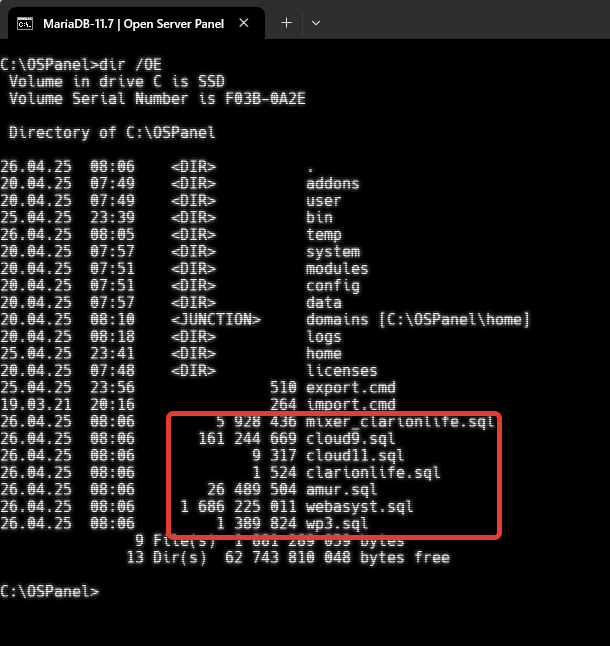 MariaDB-11.7 | Open Server Panel
C:\OSPanel>dir /OE
Volume in drive C is SSD
Volume Serial Number is F03B-0A2E
Directory of C:\OSPanel
26.04.25 08:06 <DIR> .
20.04.25 07:49 <DIR> addons
20.04.25 07:49 <DIR> user
25.04.25 23:39 <DIR> bin
26.04.25 08:05 <DIR> temp
20.04.25 07:57 <DIR> system
20.04.25 07:51 <DIR> modules
20.04.25 07:51 <DIR> config
20.04.25 07:57 <DIR> data
20.04.25 08:10 <JUNCTION> domains [C:\OSPanel\home]
20.04.25 08:18 <DIR> logs
25.04.25 23:41 <DIR> home
20.04.25 07:48 <DIR> licenses
25.04.25 23:56 510 export.cmd
19.03.21 20:16 264 import.cmd
26.04.25 08:06 5 928 436 mixer_clarionlife.sql
26.04.25 08:06 161 244 669 cloud9.sql
26.04.25 08:06 9 317 cloud11.sql
26.04.25 08:06 1 524 clarionlife.sql
26.04.25 08:06 26 489 504 amur.sql
26.04.25 08:06 1 686 225 011 webasyst.sql
26.04.25 08:06 1 389 824 wp3.sql
9 File(s) 1 881 289 059 bytes
13 Dir(s) 62 743 810 048 bytes free
C:\OSPanel>